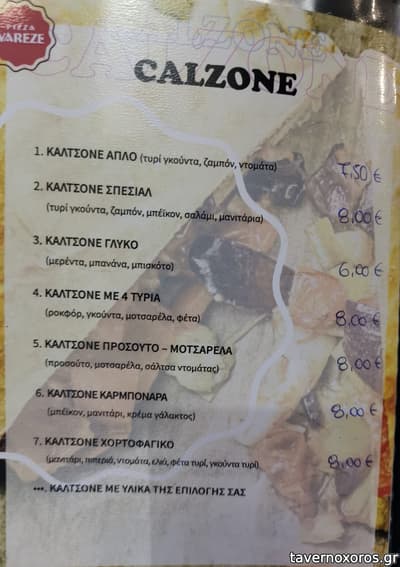 PIZZA
VAREZE
CALZONE
1. ΚΑΛΤΣΟΝΕ ΑΠΛΟ (τυρί γκούντα, ζαμπόν, ντομάτα) 7,50 €
2. ΚΑΛΤΣΟΝΕ ΣΠΕΣΙΑΛ
(τυρί γκούντα, ζαμπόν, μπέικον, σαλάμι, μανιτάρια) 8,00 €
3. ΚΑΛΤΣΟΝΕ ΓΛΥΚΟ
(μερέντα, μπανάνα, μπισκότο) 6,00 €
4. ΚΑΛΤΣΟΝΕ ΜΕ 4 ΤΥΡΙΑ
(ροκφόρ, γκούντα, μοτσαρέλα, φέτα) 8,00 €
5. ΚΑΛΤΣΟΝΕ ΠΡΟΣΟΥΤΟ – ΜΟΤΣΑΡΕΛΑ
(προσούτο, μοτσαρέλα, σάλτσα ντομάτας) 8,00 €
6. ΚΑΛΤΣΟΝΕ ΚΑΡΜΠΟΝΑΡΑ
(μπέικον, μανιτάρι, κρέμα γάλακτος) 8,00 €
7. ΚΑΛΤΣΟΝΕ ΧΟΡΤΟΦΑΓΙΚΟ
(μανιτάρι, πιπεριά, ντομάτα, ελιά, φέτα τυρί, γκούντα τυρί) 8,00 €
•••. ΚΑΛΤΣΟΝΕ ΜΕ ΥΛΙΚΑ ΤΗΣ ΕΠΙΛΟΓΗΣ ΣΑΣ
tavernoxoros.gr